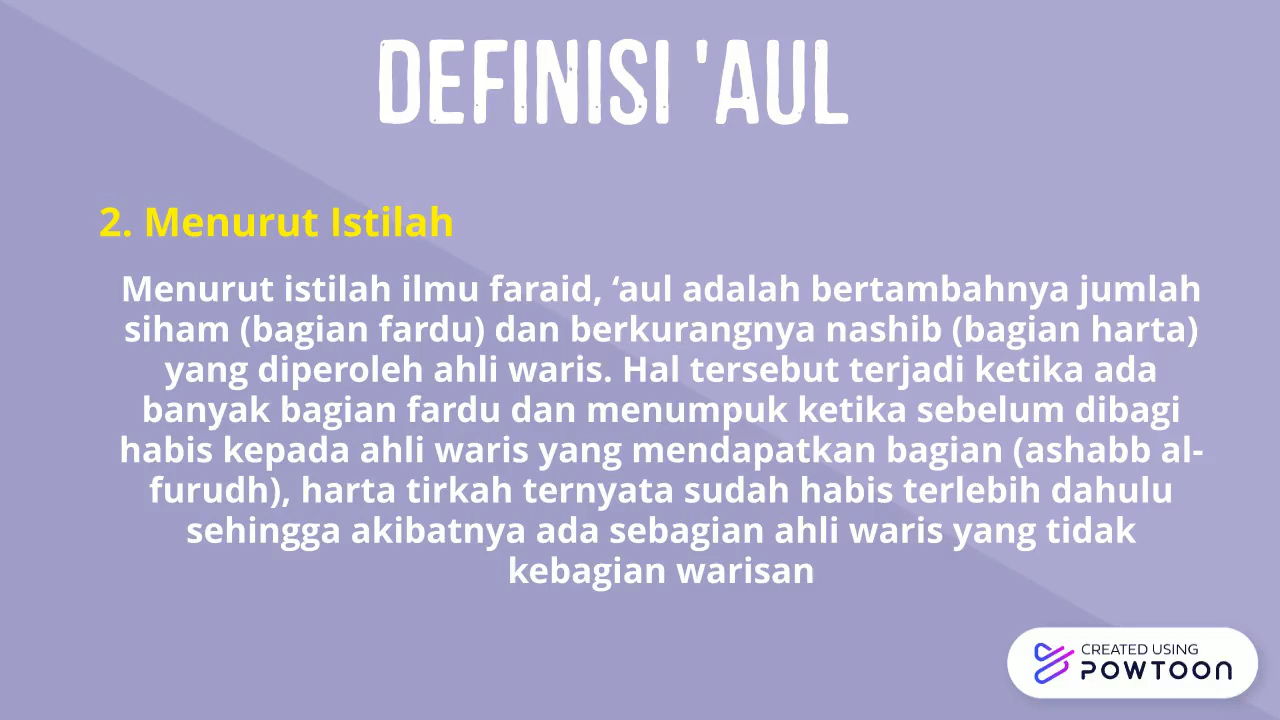 DEFINISI 'AUL
2. Menurut Istilah
Menurut istilah ilmu faraid, ‘aul adalah bertambahnya jumlah
siham (bagian fardu) dan berkurangnya nashib (bagian harta)
yang diperoleh ahli waris. Hal tersebut terjadi ketika ada
banyak bagian fardu dan menumpuk ketika sebelum dibagi
habis kepada ahli waris yang mendapatkan bagian (ashabb al-
furudh), harta tirkah ternyata sudah habis terlebih dahulu
sehingga akibatnya ada sebagian ahli waris yang tidak
kebagian warisan
CREATED USING
POWTOON